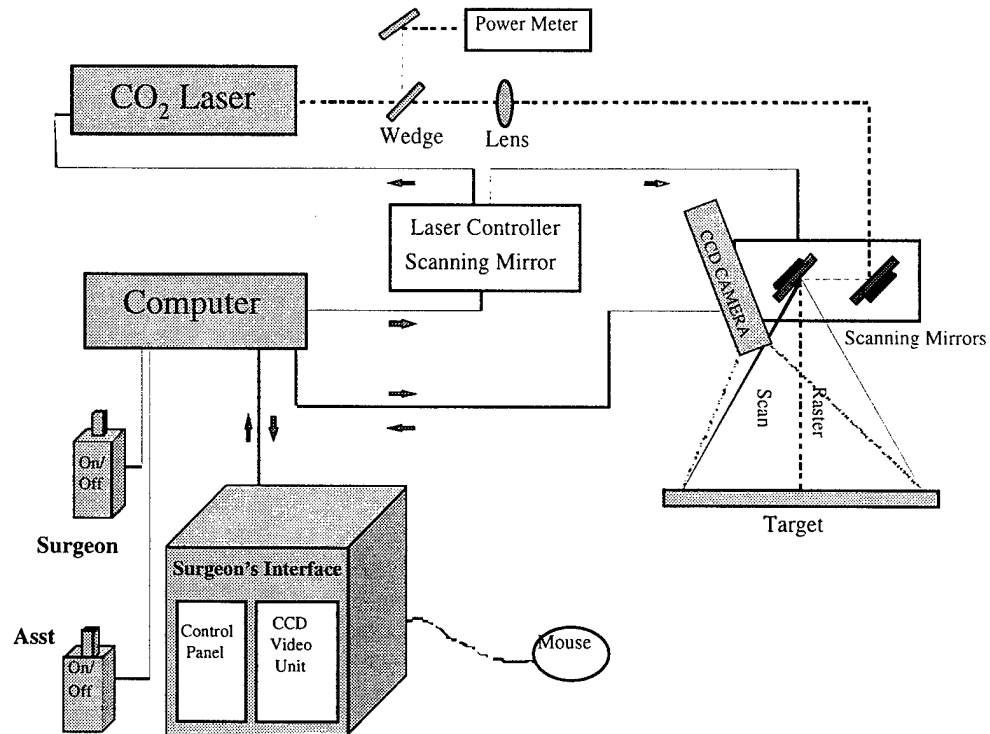 Power Meter
CO₂ Laser
Wedge
Lens
Laser Controller
Scanning Mirror
CCD CAMERA
Computer
Scanning Mirrors
Scan
Raster
On/
Off
Target
Surgeon
Surgeon's Interface
Asst
On/
Off
Control
Panel
CCD
Video
Unit
Mouse